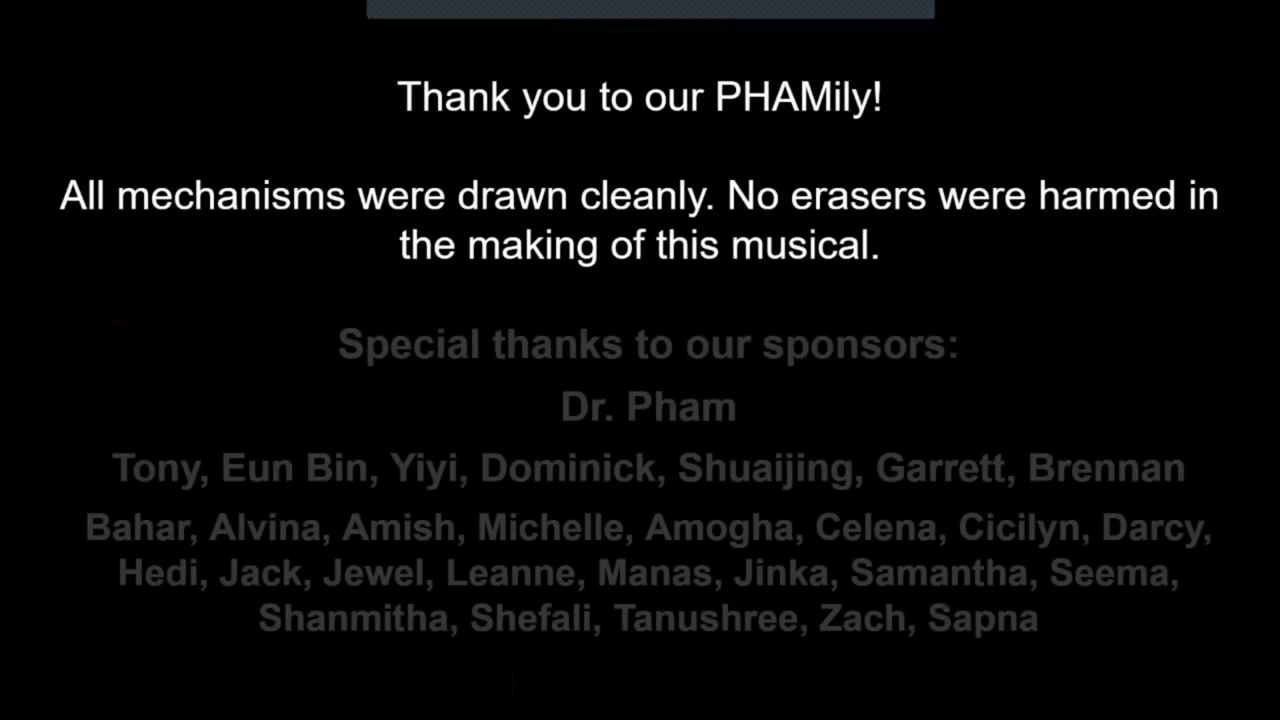 Thank you to our PHAMily!
All mechanisms were drawn cleanly. No erasers were harmed in
the making of this musical.
Special thanks to our sponsors:
Dr. Pham
Tony, Eun Bin, Yiyi, Dominick, Shuaijing, Garrett, Brennan
Bahar, Alvina, Amish, Michelle, Amogha, Celena, Cicilyn, Darcy,
Hedi, Jack, Jewel, Leanne, Manas, Jinka, Samantha, Seema,
Shanmitha, Shefali, Tanushree, Zach, Sapna